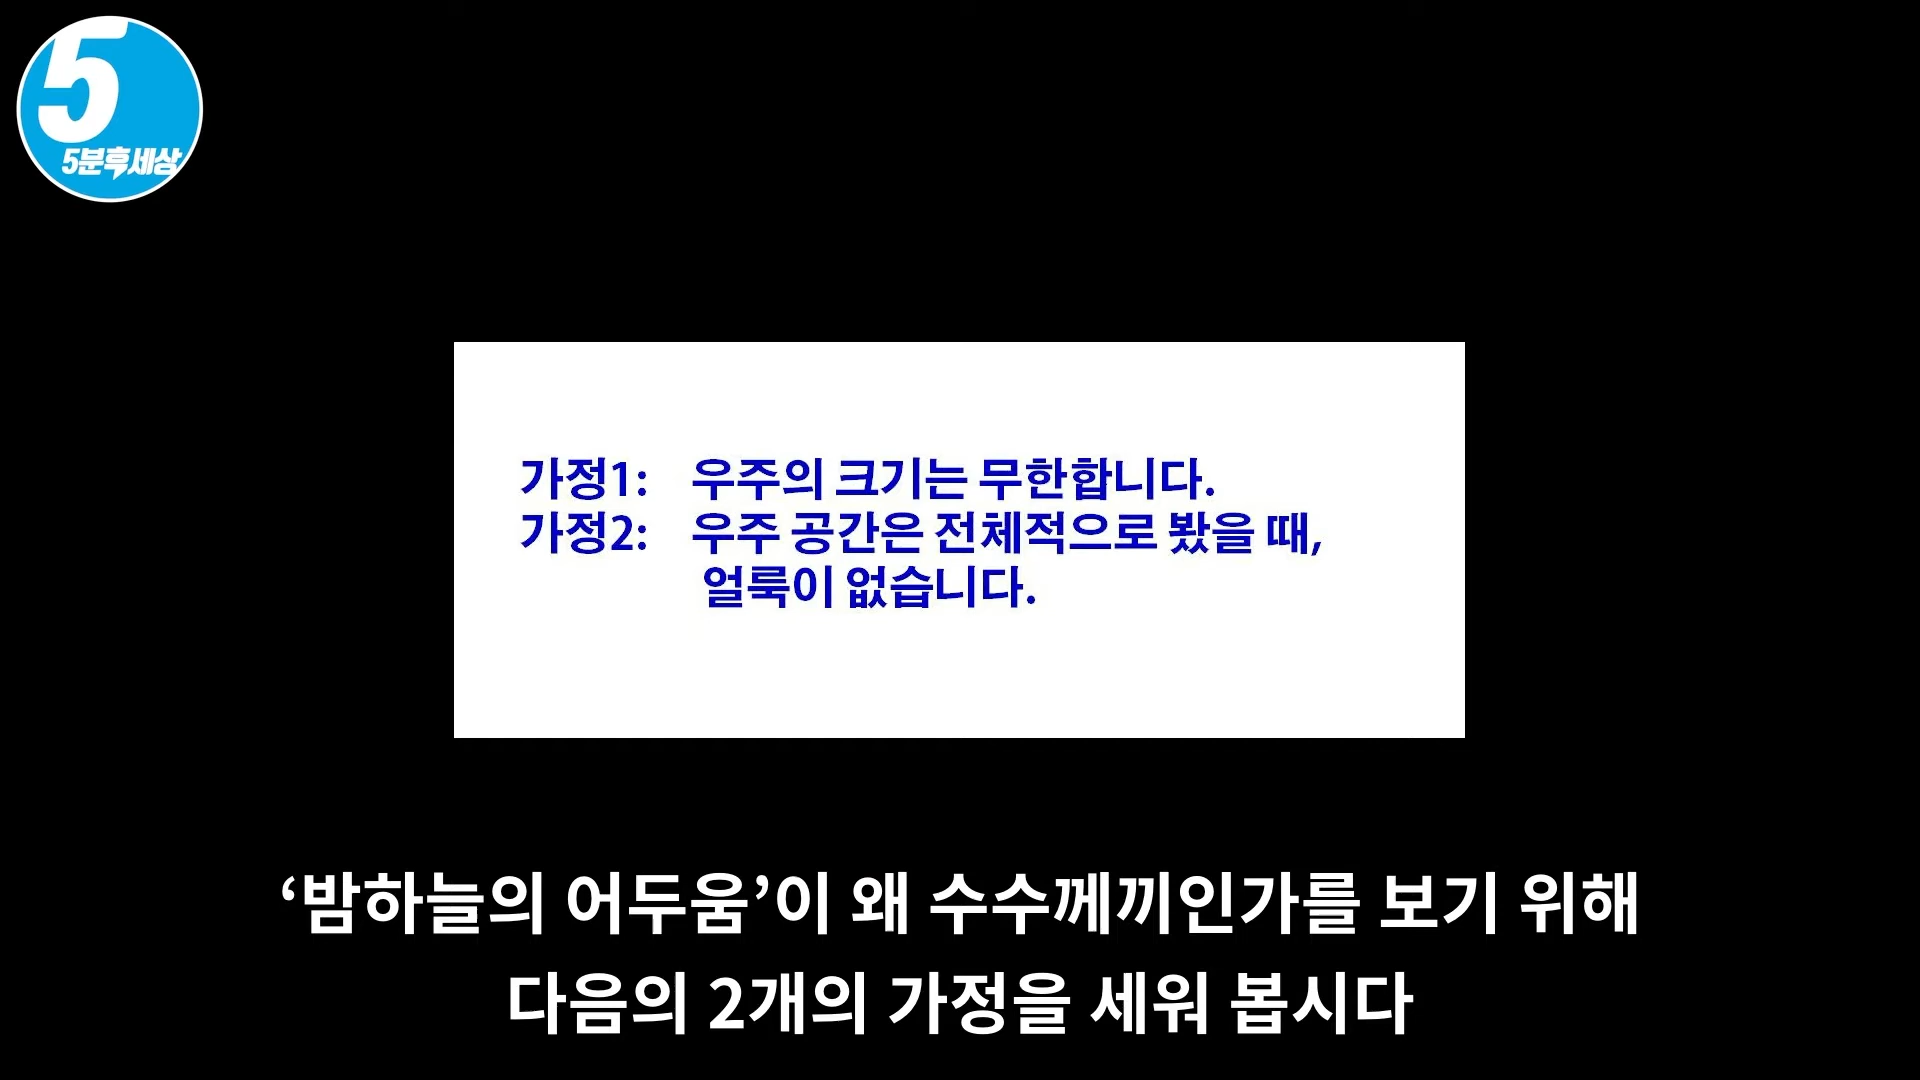 5
5분흑세상
가정1: 우주의 크기는 무한합니다.
가정2: 우주 공간은 전체적으로 봤을 때,
얼룩이 없습니다.
‘밤하늘의 어두움’이 왜 수수께끼인가를 보기 위해
다음의 2개의 가정을 세워 봅시다